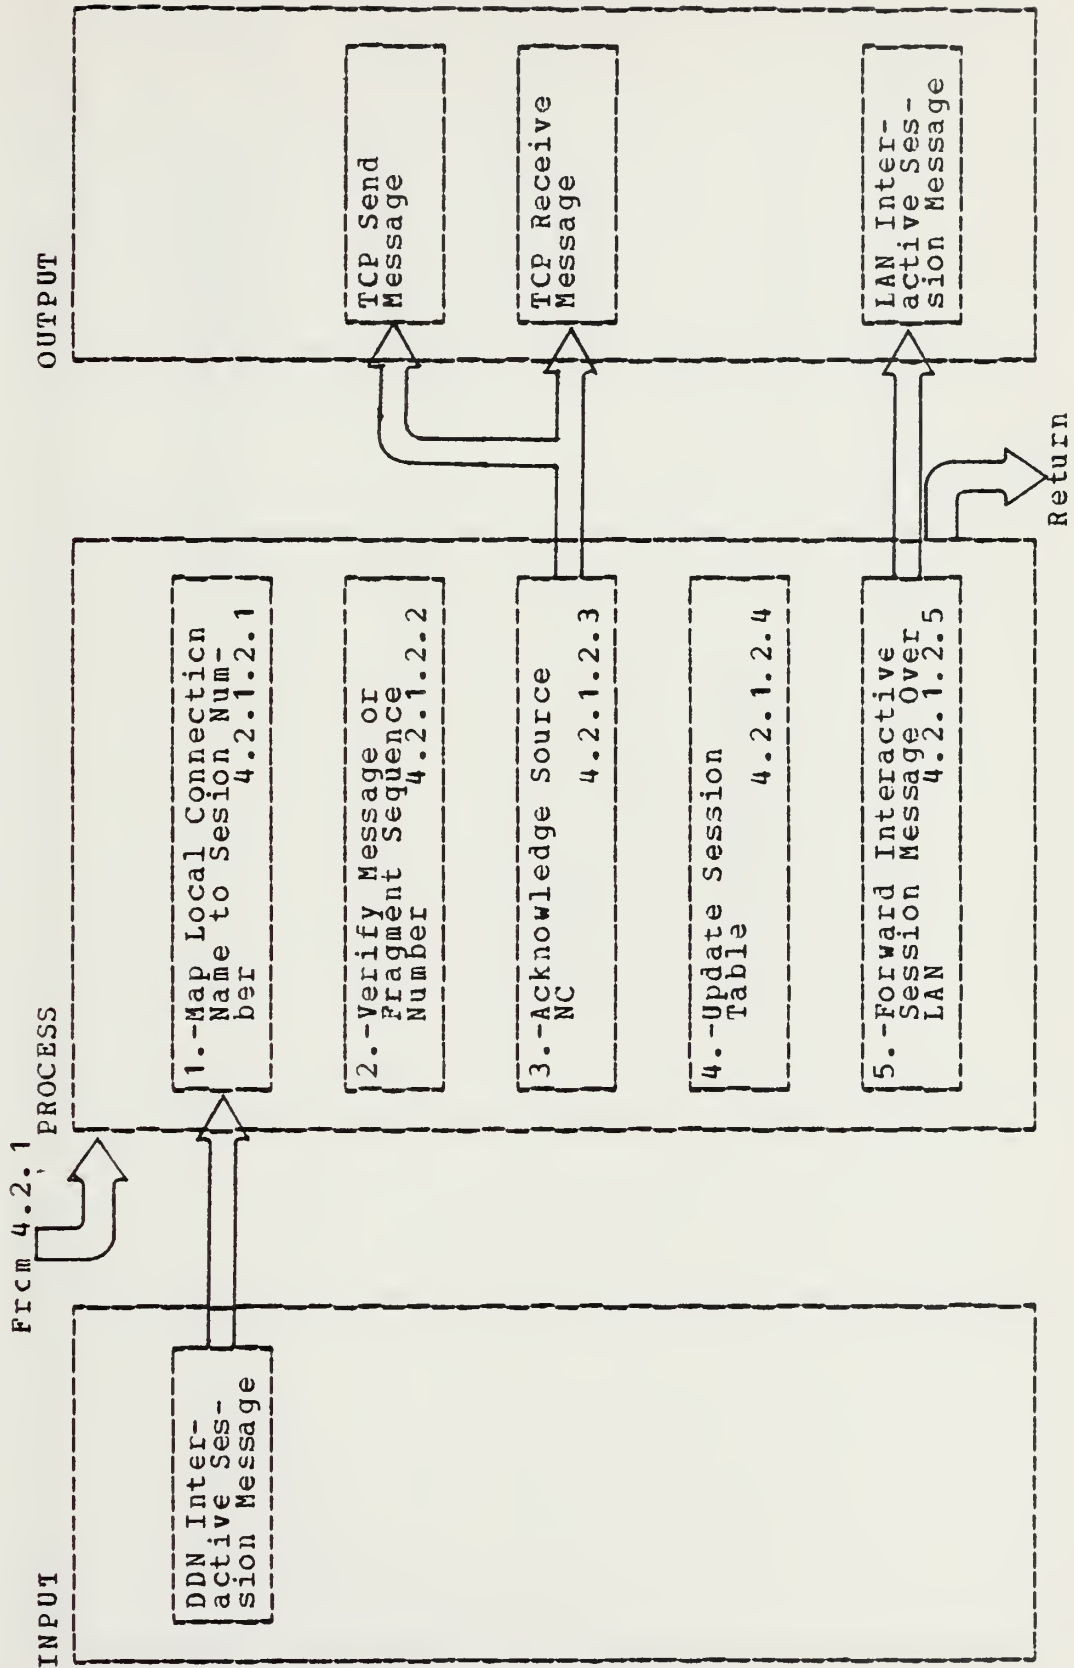 From 4.2.1
INPUT
DDN Inter-
active Ses-
sion Message
PROCESS
1.-Map Local Connection
Name to Sesion Num-
ber 4.2.1.2.1
2.-Verify Message or
Fragment Sequence
Number 4.2.1.2.2
3.-Acknowledge Source
NC 4.2.1.2.3
4.-Update Session
Table 4.2.1.2.4
5.-Forward Interactive
Session Message Over
LAN 4.2.1.2.5
Return
OUTPUT
TCP Send
Message
TCP Receive
Message
LAN Inter-
active Ses-
sion Message